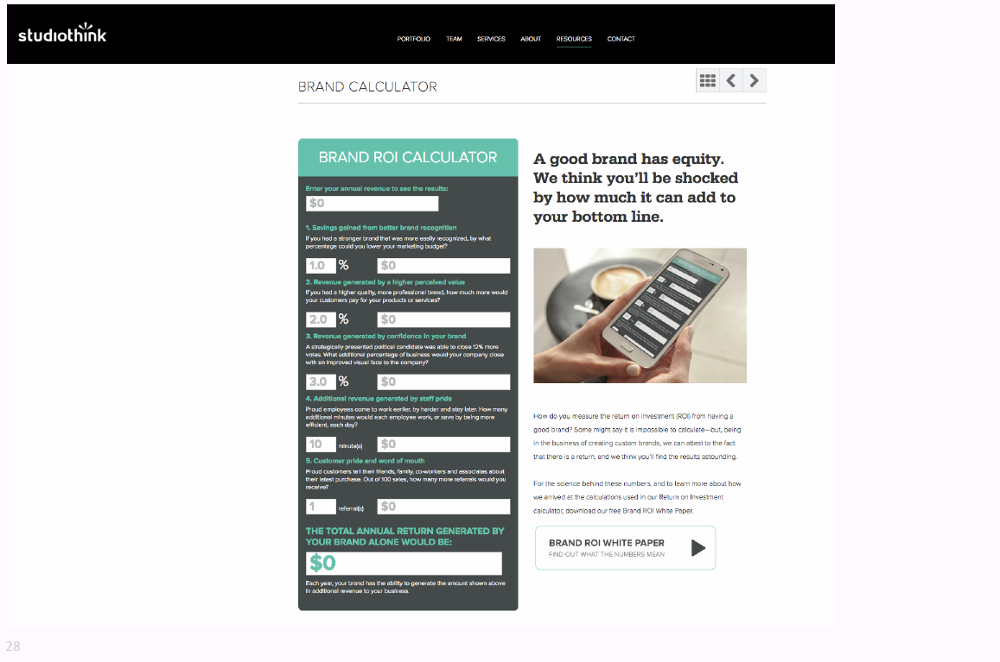 studiothink
PORTFOLIO TEAM SERVICES ABOUT RESOURCES CONTACT
BRAND CALCULATOR
BRAND ROI CALCULATOR
Enter your annual revenue to see the results:
$0
1. Savings gained from better brand recognition
If you had a stronger brand that was more easily recognized, by what
percentage could you lower your marketing budget?
1.0 % $0
2. Revenue generated by a higher perceived value
If you had a higher quality, more professional brand, how much more would
your customers pay for your products or services?
2.0 % $0
3. Revenue generated by confidence in your brand
A strategically presented political candidate was able to close 12% more
votes. What additional percentage of business would your company close
with an improved visual face to the company?
3.0 % $0
4. Additional revenue generated by staff pride
Proud employees come to work earlier, try harder and stay later. How many
additional minutes would each employee work, or save by being more
efficient, each day?
10 minute(s) $0
5. Customer pride and word of mouth
Proud customers tell their friends, family, co-workers and associates about
their latest purchase. Out of 100 sales, how many more referrals would you
receive?
1 referral(s) $0
THE TOTAL ANNUAL RETURN GENERATED BY
YOUR BRAND ALONE WOULD BE:
$0
Each year, your brand has the ability to generate the amount shown above
in additional revenue to your business.
A good brand has equity.
We think you'll be shocked
by how much it can add to
your bottom line.
BRAND ROI CALCULATOR
How do you measure the return on investment (ROI) from having a
good brand? Some might say it is impossible to calculate—but, being
in the business of creating custom brands, we can attest to the fact
that there is a return, and we think you'll find the results astounding.
For the science behind these numbers, and to learn more about how
we arrived at the calculations used in our Return on Investment
calculator, download our free Brand ROI White Paper.
BRAND ROI WHITE PAPER
FIND OUT WHAT THE NUMBERS MEAN
28